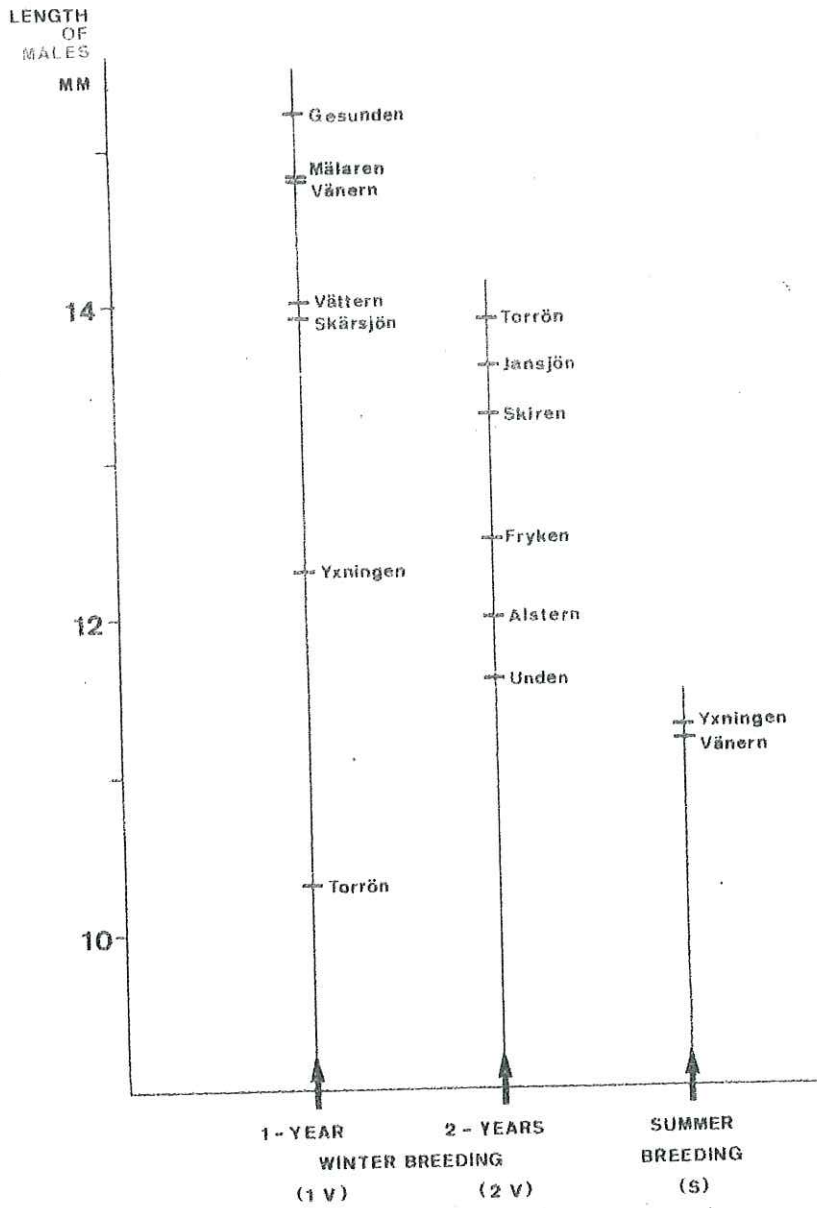 LENGTH
OF
MALES
MM
Gesunden
Mälaren
Vänern
14
Vättern
Skärsjön
Torrön
Jansjön
Skiren
Fryken
Yxningen
12
Alstern
Unden
Yxningen
Vänern
Torrön
10
1 - YEAR
2 - YEARS
SUMMER
WINTER BREEDING
BREEDING
(1 V)
(2 V)
(S)